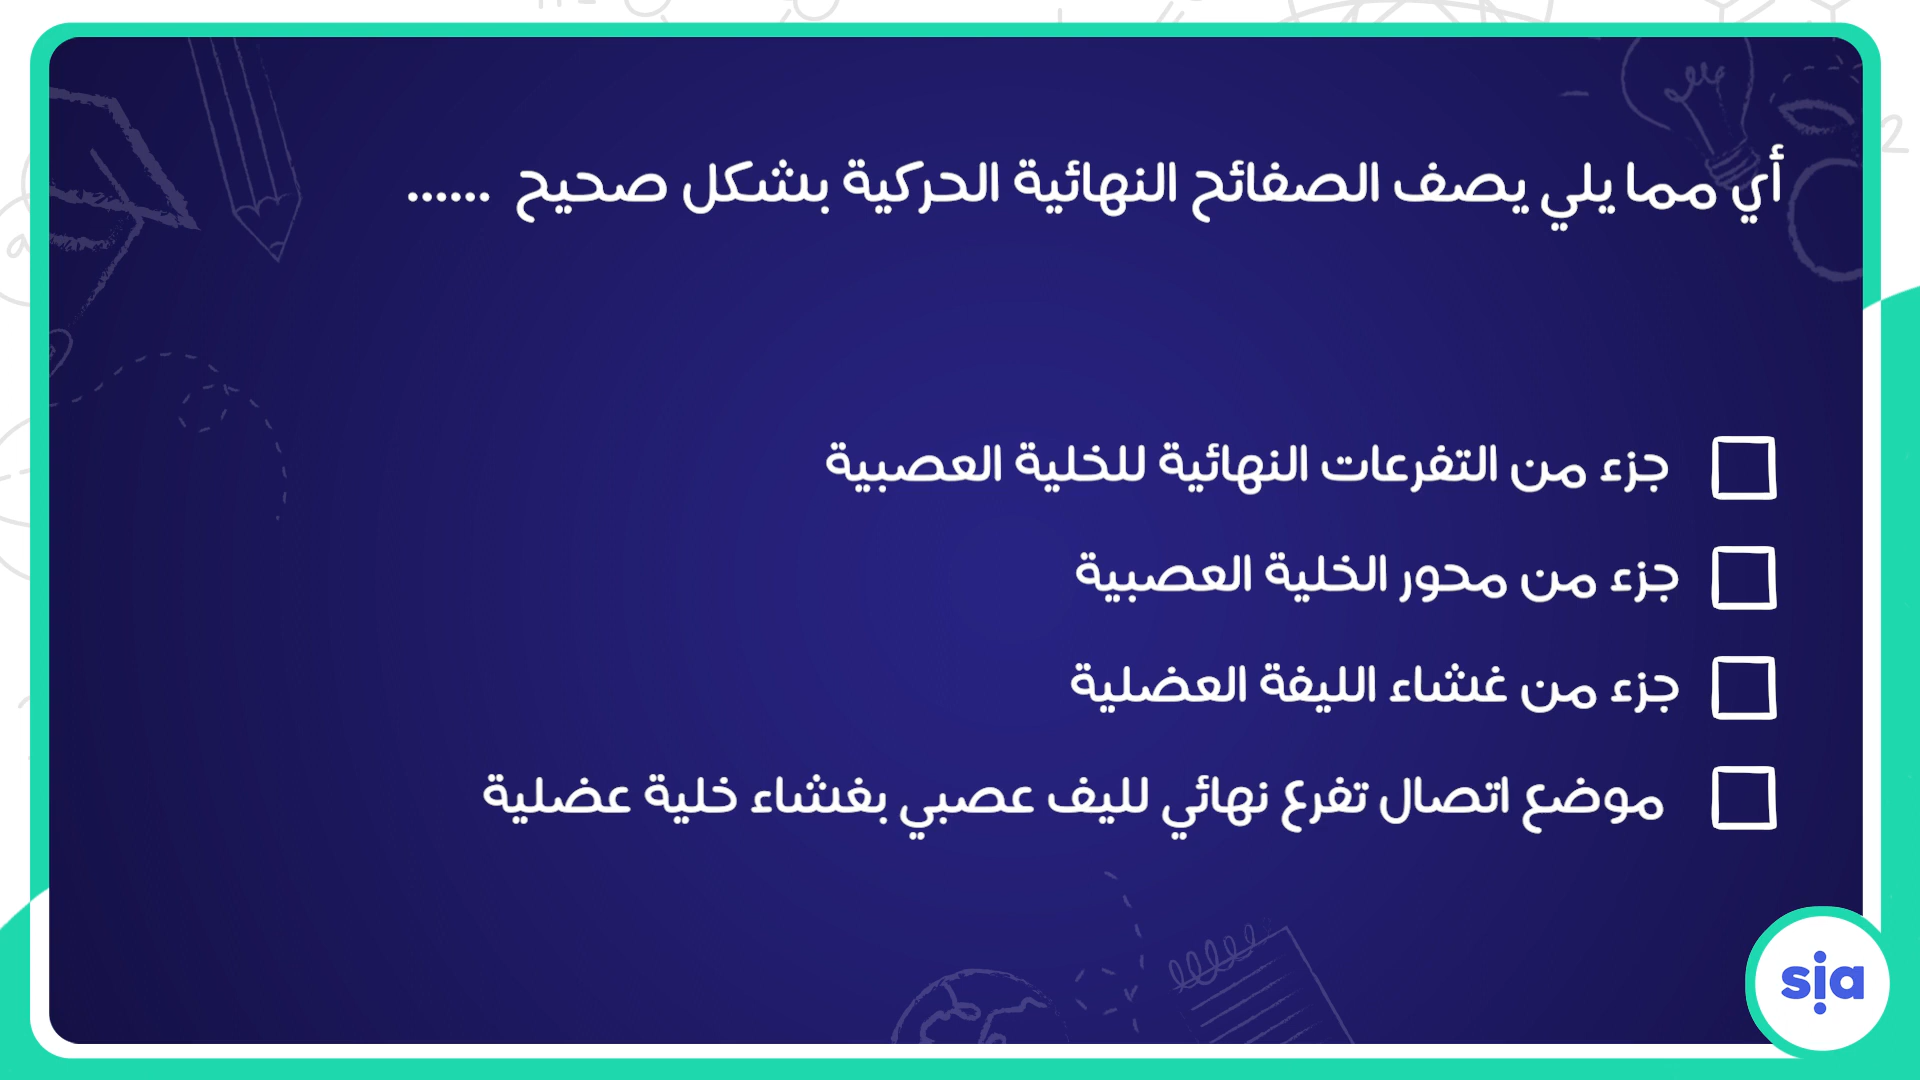 أي مما يلي يصف الصفائح النهائية الحركية بشكل صحيح ......
جزء من التفرعات النهائية للخلية العصبية
جزء من محور الخلية العصبية
جزء من غشاء الليفة العضلية
موضع اتصال تفرع نهائي لليف عصبي بغشاء خلية عضلية
sia